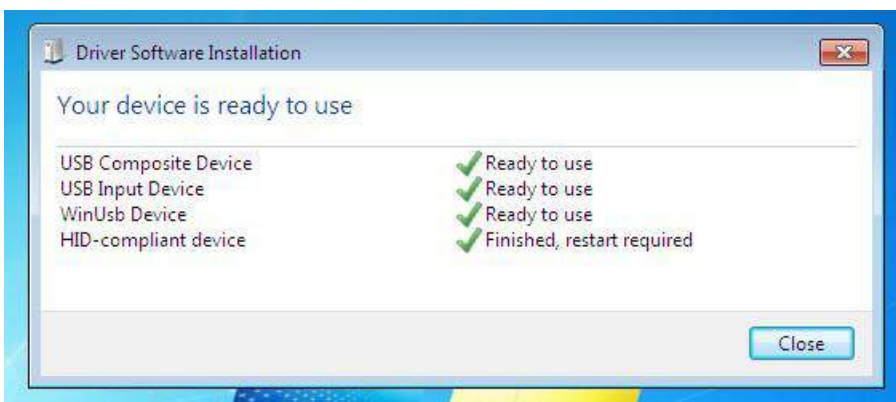 Driver Software Installation
Your device is ready to use
USB Composite Device Ready to use
USB Input Device Ready to use
WinUsb Device Ready to use
HID-compliant device Finished, restart required
Close